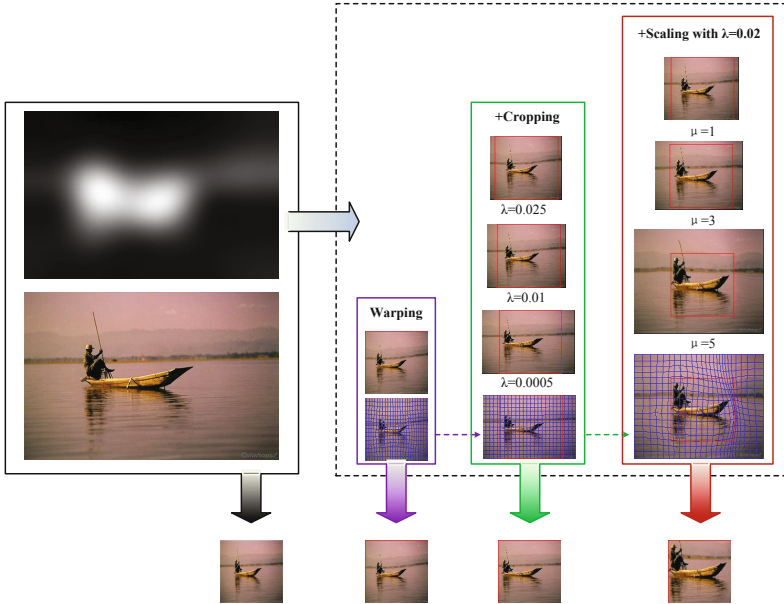 +Scaling with λ=0.02
μ =1
μ =3
μ =5
+Cropping
λ=0.025
λ=0.01
λ=0.0005
Warping